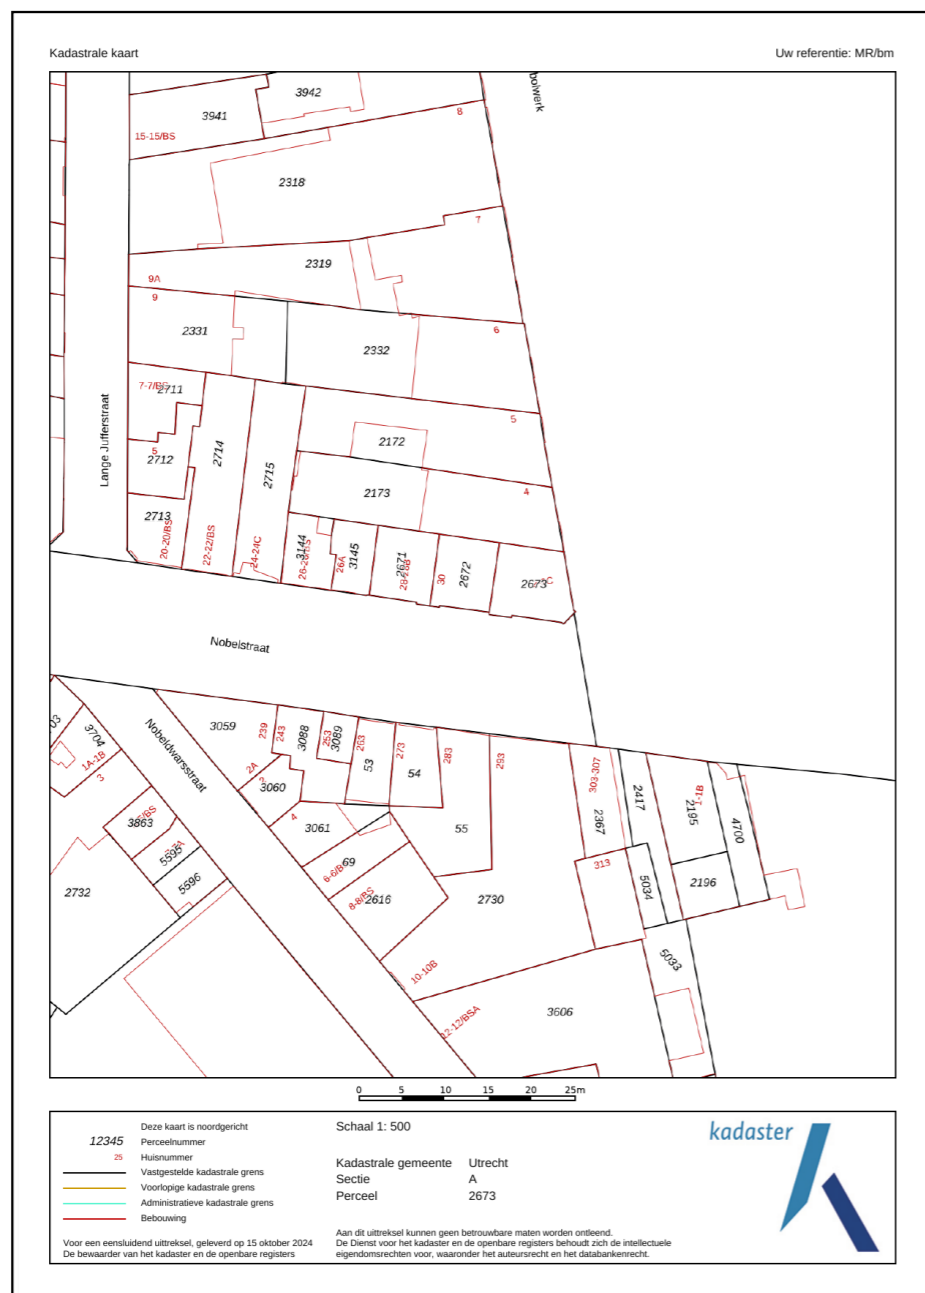 Kadastrale kaart
Uw referentie: MR/bm
bolwerk
3942
3941
15-15/BS
8
2318
7
2319
9A
9
2331
2332
6
7-7/BS
2711
5
2172
Lange Jufferstraat
5
2712
2714
2715
2173
4
2713
20-20/BS
22-22/BS
24-24C
3144
26A
3145
2671
28-28B
30
2672
2673
Nobelstraat
3059
239
243
3088
253
3089
263
53
273
54
283
293
303-307
2367
2417
2195
1-1B
4700
Nobeldwarsstraat
3704
1A-1B
3
2A
3060
4
3061
55
3863
5595
5596
69
6-6/B
2616
8-8/BS
2730
313
5034
2196
2732
10-10B
5033
12-12/BSA
3606
0 5 10 15 20 25m
Deze kaart is noordgericht
12345 Perceelnummer
25 Huisnummer
Vastgestelde kadastrale grens
Voorlopige kadastrale grens
Administratieve kadastrale grens
Bebouwing
Voor een eensluidend uittreksel, geleverd op 15 oktober 2024
De bewaarder van het kadaster en de openbare registers
Schaal 1: 500
Kadastrale gemeente Utrecht
Sectie A
Perceel 2673
Aan dit uittreksel kunnen geen betrouwbare maten worden ontleend.
De Dienst voor het kadaster en de openbare registers behoudt zich de intellectuele
eigendomsrechten voor, waaronder het auteursrecht en het databankenrecht.
kadaster